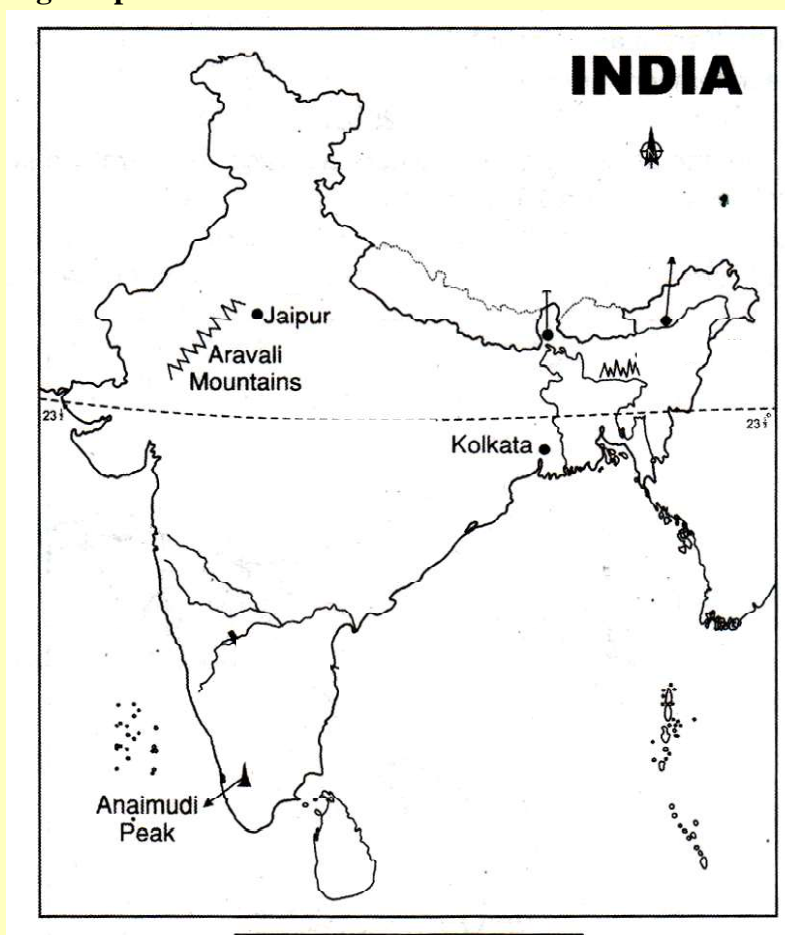 INDIA
N
Jaipur
Aravali
Mountains
23½
23½°
Kolkata
Anaimudi
Peak